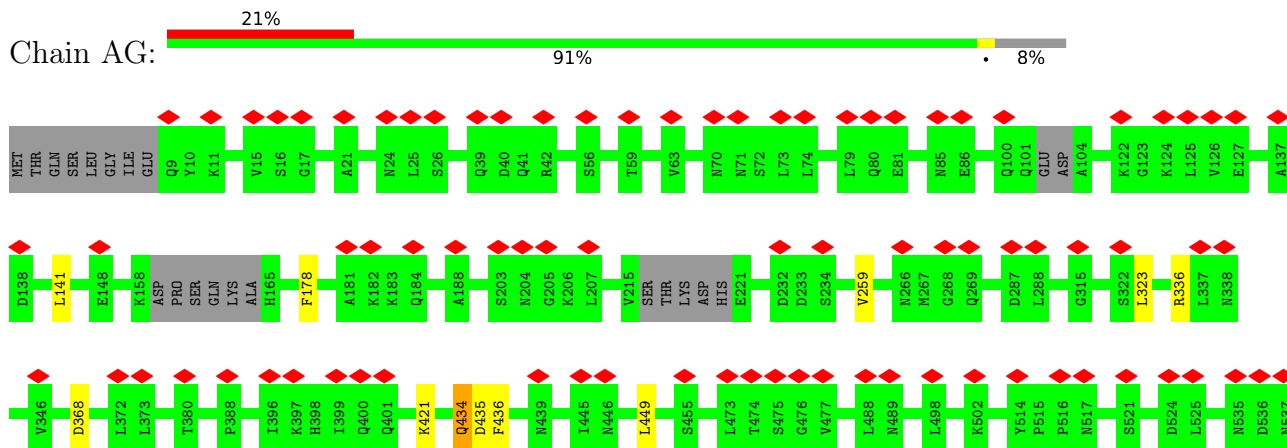 21%
Chain AG:
91% • 8%
MET THR GLN SER LEU GLY ILE GLU Q9 Y10 K11 V15 S16 G17 A21 N24 L25 S26 Q39 D40 Q41 R42 S56 T59 V63 N70 N71 S72 L73 L74 L79 Q80 E81 N85 E86 Q100 Q101 GLU ASP A104 K122 G123 K124 L125 V126 E127 A137
D138 L141 E148 K158 ASP PRO SER GLN LYS ALA H165 F178 A181 K182 K183 Q184 A188 S203 N204 G205 K206 L207 V215 SER THR LYS ASP HIS E221 D232 D233 S234 V259 N266 M267 G268 Q269 D287 L288 G315 S322 L323 R336 L337 N338
V346 D368 L372 L373 T380 P388 I396 K397 H398 I399 Q400 Q401 K421 Q434 D435 F436 N439 I445 N446 L449 S455 L473 T474 S475 G476 V477 L488 N489 L498 K502 Y514 P515 P516 N517 S521 D524 L525 N535 D536